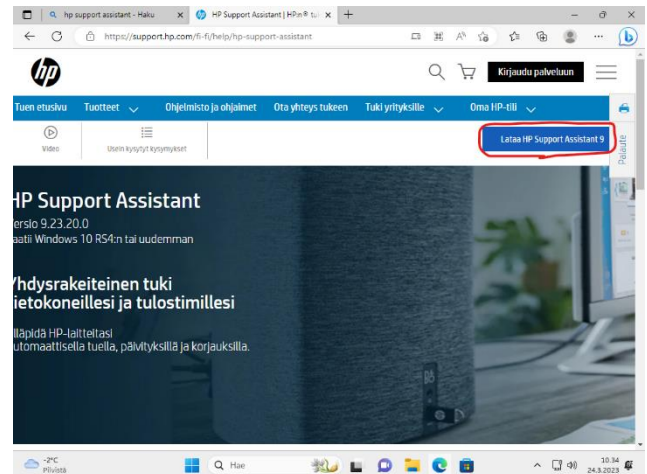 hp support assistant - Haku
HP Support Assistant | HP:n® tu
https://support.hp.com/fi-fi/help/hp-support-assistant
hp
Kirjaudu palveluun
Tuen etusivu Tuotteet Ohjelmisto ja ohjaimet Ota yhteys tukeen Tuki yrityksille Oma HP-tili
Video
Usein kysytyt kysymykset
Lataa HP Support Assistant 9
Palaute
HP Support Assistant
ersio 9.23.20.0
aatii Windows 10 RS4:n tai uudemman
Yhdysrakeiteinen tuki
ietokoneillesi ja tulostimillesi
lläpidä HP-laitteitasi
utomaattisella tuella, päivityksillä ja korjauksilla.
-2°C
Pilvistä
Hae
10.34
24.3.2023